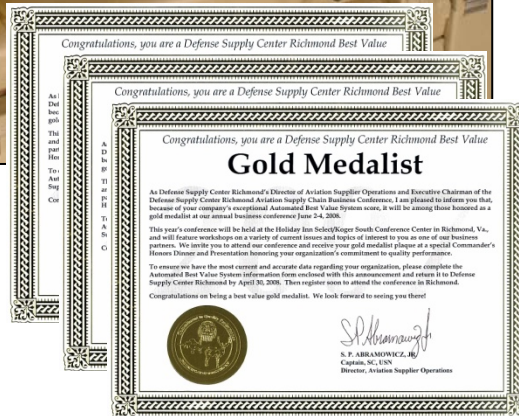 Congratulations, you are a Defense Supply Center Richmond Best Value
Congratulations, you are a Defense Supply Center Richmond Best Value
Congratulations, you are a Defense Supply Center Richmond Best Value
Gold Medalist
As Defense Supply Center Richmond's Director of Aviation Supplier Operations and Executive Chairman of the
Defense Supply Center Richmond Aviation Supply Chain Business Conference, I am pleased to inform you that,
because of your company's exceptional Automated Best Value System score, it will be among those honored as a
gold medalist at our annual business conference June 2-4, 2008.
This year's conference will be held at the Holiday Inn Select/Koger South Conference Center in Richmond, Va.,
and will feature workshops on a variety of current issues and topics of interest to you as one of our business
partners. We invite you to attend our conference and receive your gold medalist plaque at a special Commander's
Honors Dinner and Presentation honoring your organization's commitment to quality performance.
To ensure we have the most current and accurate data regarding your organization, please complete the
Automated Best Value System information form enclosed with this announcement and return it to Defense
Supply Center Richmond by April 30, 2008. Then register soon to attend the conference in Richmond.
Congratulations on being a best value gold medalist. We look forward to seeing you there!
S. P. ABRAMOWICZ, JR
Captain, SC, USN
Director, Aviation Supplier Operations